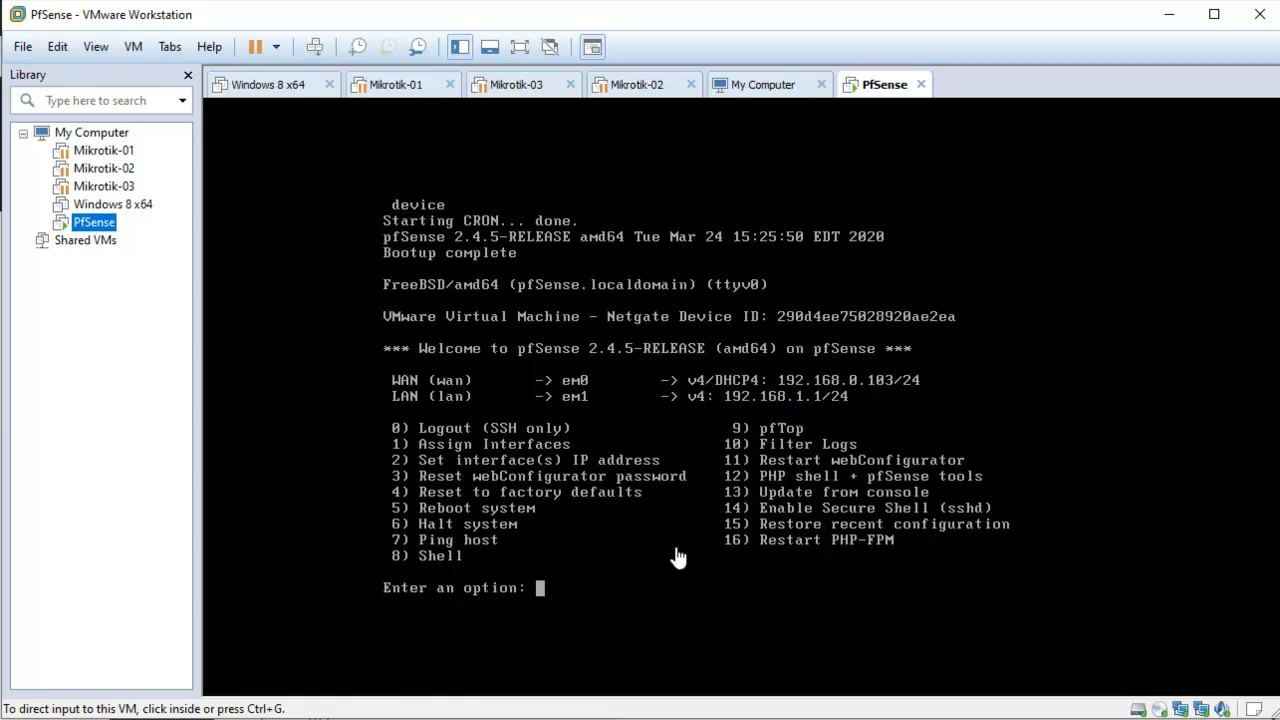 PfSense - VMware Workstation
File Edit View VM Tabs Help
Library
Type here to search
My Computer
Mikrotik-01
Mikrotik-02
Mikrotik-03
Windows 8 x64
PfSense
Shared VMs
Windows 8 x64 Mikrotik-01 Mikrotik-03 Mikrotik-02 My Computer PfSense
device
Starting CRON... done.
pfSense 2.4.5-RELEASE amd64 Tue Mar 24 15:25:50 EDT 2020
Bootup complete
FreeBSD/amd64 (pfSense.localdomain) (ttyv0)
VMware Virtual Machine - Netgate Device ID: 290d4ee75028920ae2ea
*** Welcome to pfSense 2.4.5-RELEASE (amd64) on pfSense ***
WAN (wan) -> em0 -> v4/DHCP4: 192.168.0.103/24
LAN (lan) -> em1 -> v4: 192.168.1.1/24
0) Logout (SSH only) 9) pfTop
1) Assign Interfaces 10) Filter Logs
2) Set interface(s) IP address 11) Restart webConfigurator
3) Reset webConfigurator password 12) PHP shell + pfSense tools
4) Reset to factory defaults 13) Update from console
5) Reboot system 14) Enable Secure Shell (sshd)
6) Halt system 15) Restore recent configuration
7) Ping host 16) Restart PHP-FPM
8) Shell
Enter an option:
To direct input to this VM, click inside or press Ctrl+G.